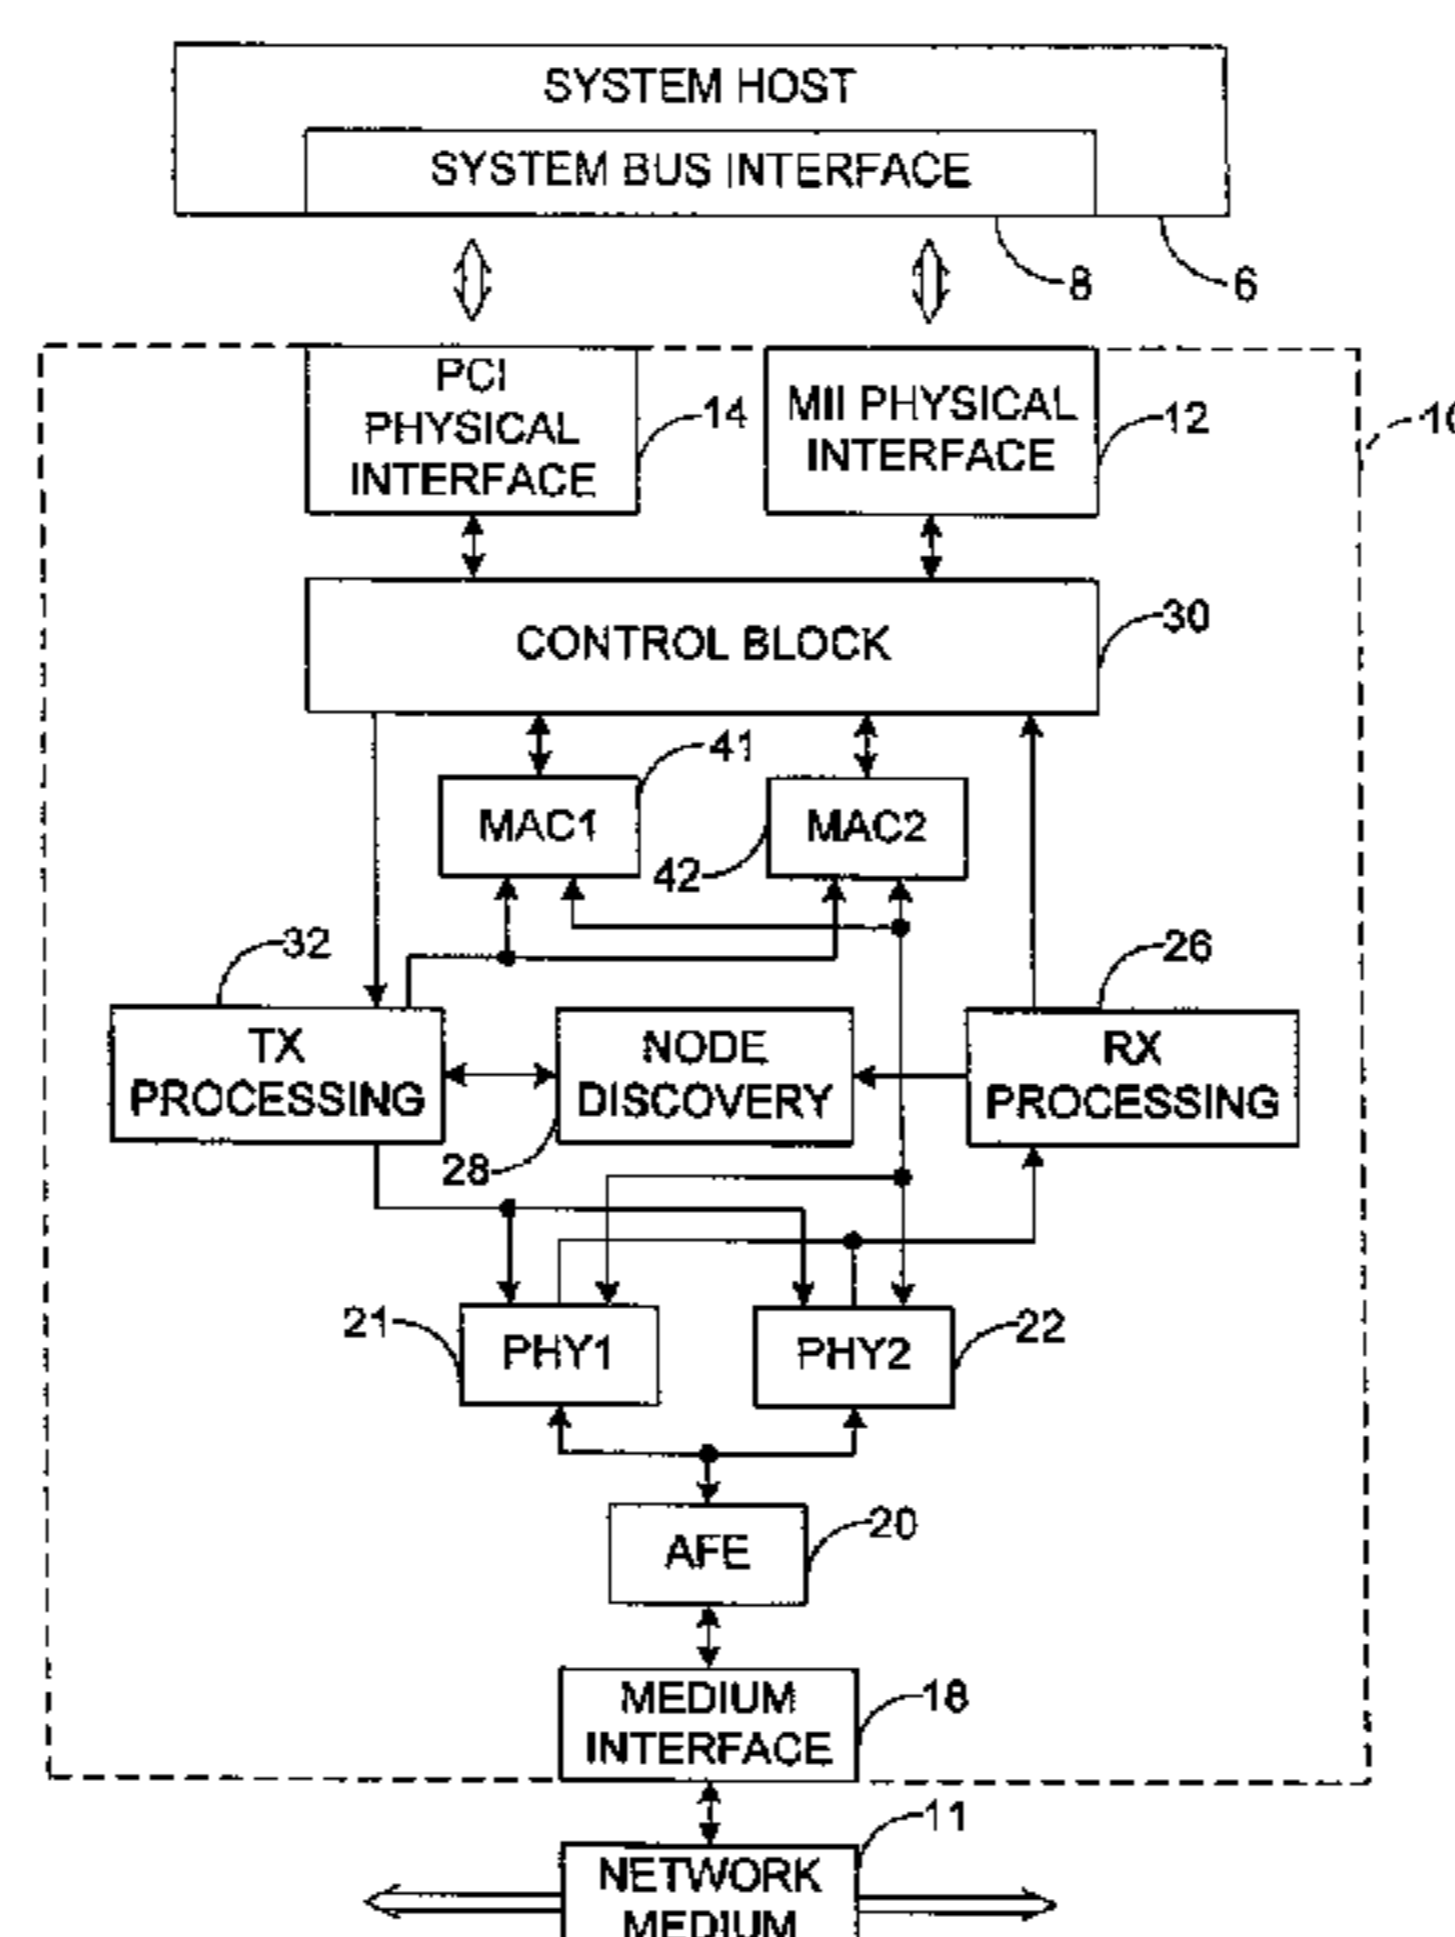 SYSTEM HOST
SYSTEM BUS INTERFACE
8
6
PCI
PHYSICAL
INTERFACE
14
MII PHYSICAL
INTERFACE
12
CONTROL BLOCK
30
MAC1
41
MAC2
42
32
26
TX
PROCESSING
NODE
DISCOVERY
28
RX
PROCESSING
21
PHY1
PHY2
22
AFE
20
MEDIUM
INTERFACE
18
11
NETWORK
MEDIUM